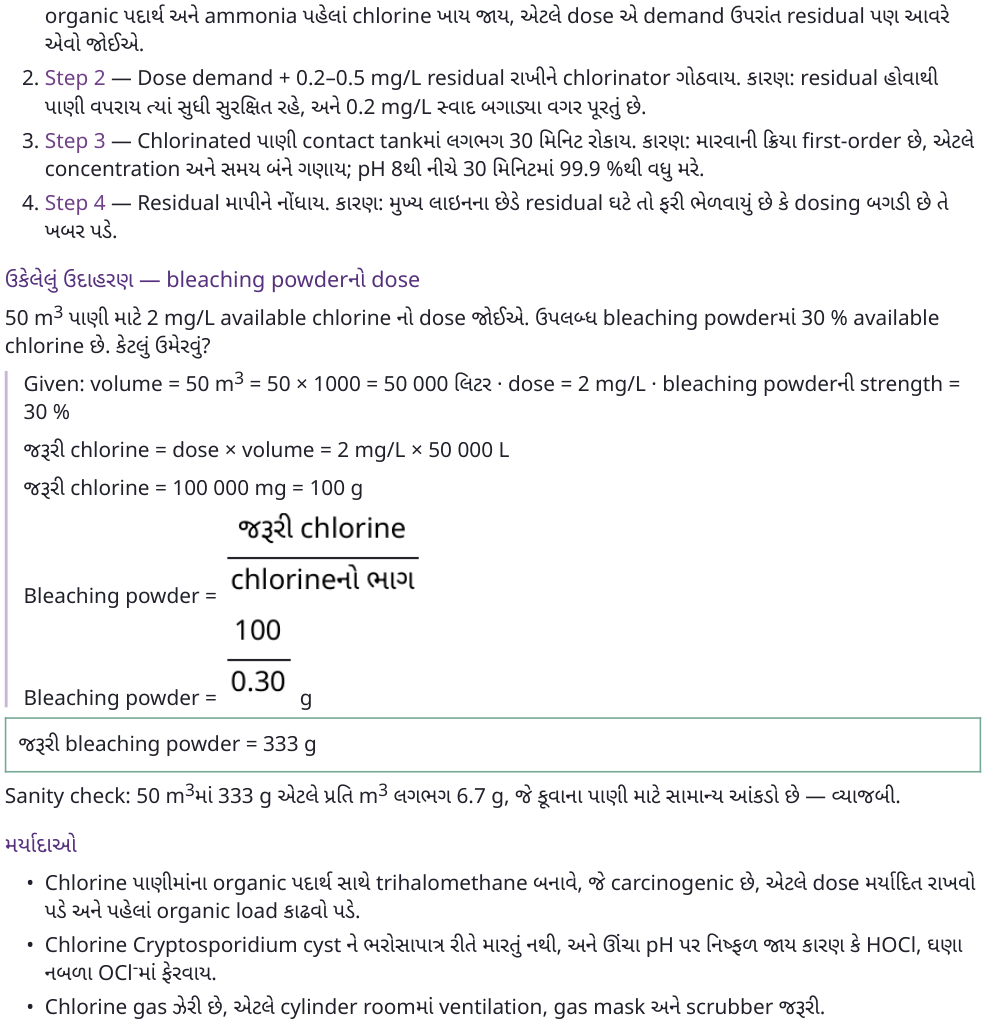 organic પદાર્થ અને ammonia પહેલાં chlorine ખાય જાય, એટલે dose એ demand ઉપરાંત residual પણ આવરે
એવો જોઈએ.
2. Step 2 — Dose demand + 0.2–0.5 mg/L residual રાખીને chlorinator ગોઠવાય. કારણ: residual હોવાથી
પાણી વપરાય ત્યાં સુધી સુરક્ષિત રહે, અને 0.2 mg/L સ્વાદ બગાડ્યા વગર પૂરતું છે.
3. Step 3 — Chlorinated પાણી contact tankમાં લગભગ 30 મિનિટ રોકાય. કારણ: મારવાની ક્રિયા first-order છે, એટલે
concentration અને સમય બંને ગણાય; pH 8થી નીચે 30 મિનિટમાં 99.9 %થી વધુ મરે.
4. Step 4 — Residual માપીને નોંધાય. કારણ: મુખ્ય લાઇનના છેડે residual ઘટે તો ફરી ભેળવાયું છે કે dosing બગડી છે તે
ખબર પડે.
ઉકેલેલું ઉદાહરણ — bleaching powderનો dose
50 m³ પાણી માટે 2 mg/L available chlorine નો dose જોઈએ. ઉપલબ્ધ bleaching powderમાં 30 % available
chlorine છે. કેટલું ઉમેરવું?
Given: volume = 50 m³ = 50 × 1000 = 50 000 લિટર · dose = 2 mg/L · bleaching powderની strength =
30 %
જરૂરી chlorine = dose × volume = 2 mg/L × 50 000 L
જરૂરી chlorine = 100 000 mg = 100 g
જરૂરી chlorine
chlorineનો ભાગ
Bleaching powder =
100
0.30
Bleaching powder = g
જરૂરી bleaching powder = 333 g
Sanity check: 50 m³માં 333 g એટલે પ્રતિ m³ લગભગ 6.7 g, જે કૂવાના પાણી માટે સામાન્ય આંકડો છે — વ્યાજબી.
મર્યાદાઓ
• Chlorine પાણીમાંના organic પદાર્થ સાથે trihalomethane બનાવે, જે carcinogenic છે, એટલે dose મર્યાદિત રાખવો
પડે અને પહેલાં organic load કાઢવો પડે.
• Chlorine Cryptosporidium cyst ને ભરોસાપાત્ર રીતે મારતું નથી, અને ઊંચા pH પર નિષ્ફળ જાય કારણ કે HOCl, ઘણા
નબળા OCl⁻માં ફેરવાય.
• Chlorine gas ઝેરી છે, એટલે cylinder roomમાં ventilation, gas mask અને scrubber જરૂરી.